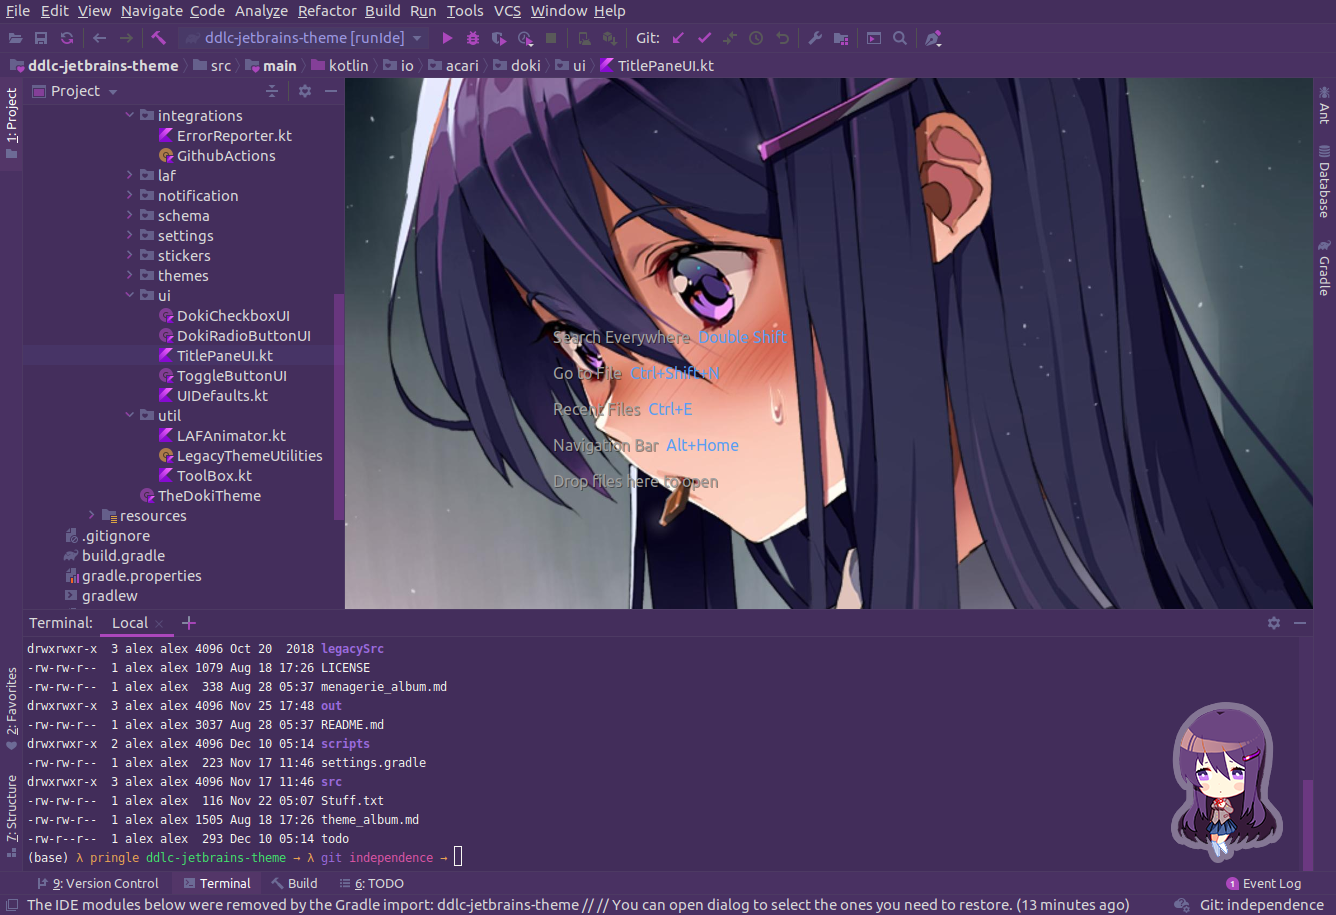 File Edit View Navigate Code Analyze Refactor Build Run Tools VCS Window Help
ddlc-jetbrains-theme [runIde] Git:
ddlc-jetbrains-theme src main kotlin io acari doki ui TitlePaneUI.kt
1: Project
Project
integrations
ErrorReporter.kt
GithubActions
laf
notification
schema
settings
stickers
themes
ui
DokiCheckboxUI
DokiRadioButtonUI
TitlePaneUI.kt
ToggleButtonUI
UIDefaults.kt
util
LAFAnimator.kt
LegacyThemeUtilities
ToolBox.kt
TheDokiTheme
resources
.gitignore
build.gradle
gradle.properties
gradlew
Search Everywhere Double Shift
Go to File Ctrl+Shift+N
Recent Files Ctrl+E
Navigation Bar Alt+Home
Drop files here to open
Ant
Database
Gradle
2: Favorites
7: Structure
Terminal: Local
drwxrwxr-x 3 alex alex 4096 Oct 20 2018 legacySrc
-rw-rw-r-- 1 alex alex 1079 Aug 18 17:26 LICENSE
-rw-rw-r-- 1 alex alex 338 Aug 28 05:37 menagerie_album.md
drwxrwxr-x 3 alex alex 4096 Nov 25 17:48 out
-rw-rw-r-- 1 alex alex 3037 Aug 28 05:37 README.md
drwxrwxr-x 2 alex alex 4096 Dec 10 05:14 scripts
-rw-rw-r-- 1 alex alex 223 Nov 17 11:46 settings.gradle
drwxrwxr-x 3 alex alex 4096 Nov 17 11:46 src
-rw-rw-r-- 1 alex alex 116 Nov 22 05:07 Stuff.txt
-rw-rw-r-- 1 alex alex 1505 Aug 18 17:26 theme_album.md
-rw-r--r-- 1 alex alex 293 Dec 10 05:14 todo
(base) λ pringle ddlc-jetbrains-theme → λ git independence →
9: Version Control Terminal Build 6: TODO 1 Event Log
The IDE modules below were removed by the Gradle import: ddlc-jetbrains-theme // // You can open dialog to select the ones you need to restore. (13 minutes ago) Git: independence